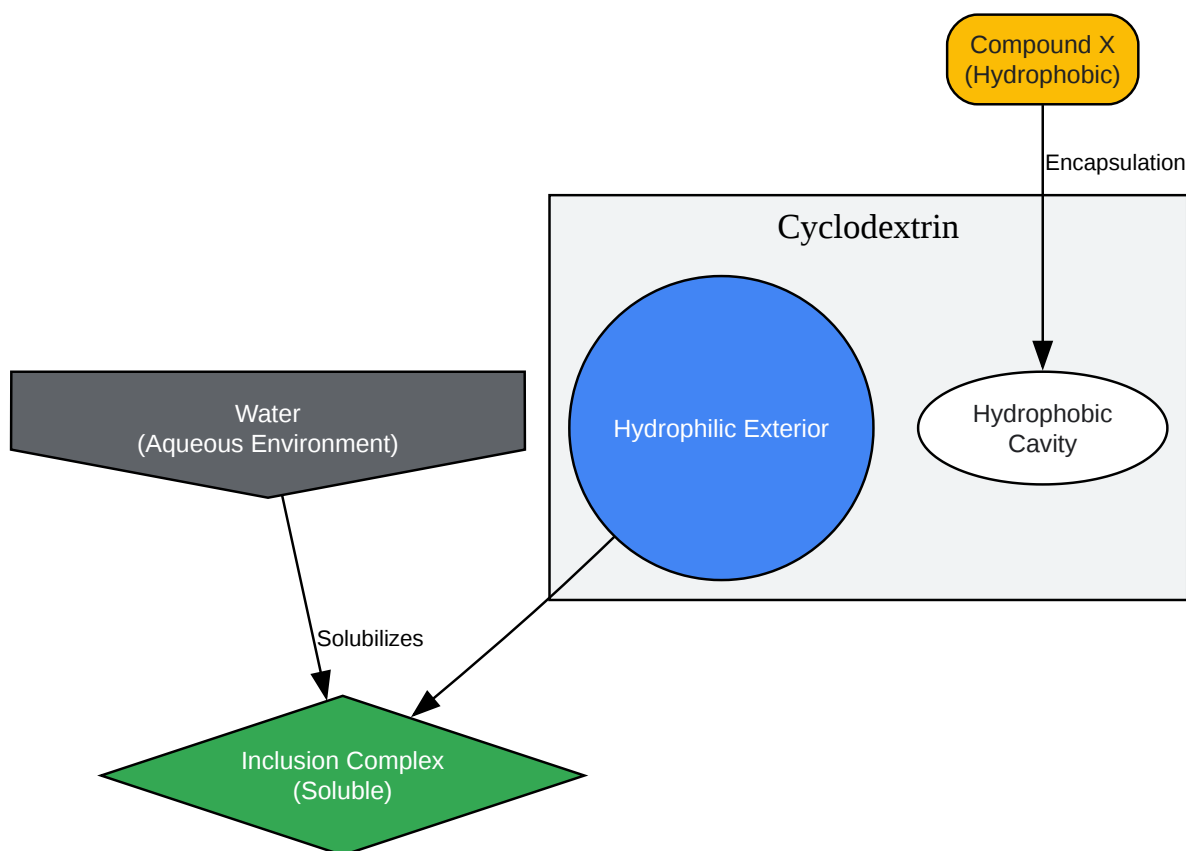 Compound X
(Hydrophobic)
Encapsulation
Cyclodextrin
Water
(Aqueous Environment)
Hydrophilic Exterior
Hydrophobic
Cavity
Solubilizes
Inclusion Complex
(Soluble)